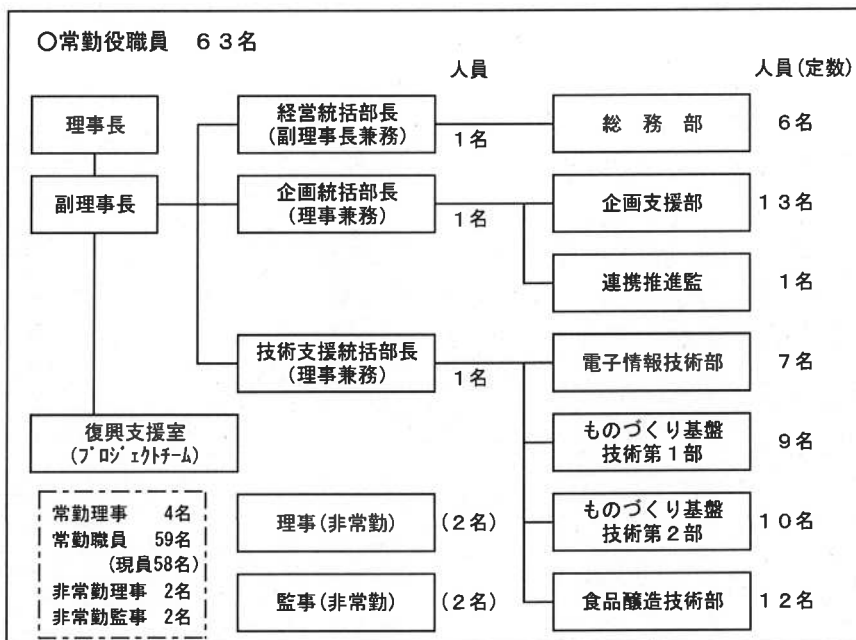 〇常勤役職員 63名
人員
人員(定数)
理事長
副理事長
経営統括部長
(副理事長兼務)
1名
総 務 部
6名
企画統括部長
(理事兼務)
1名
企画支援部
13名
連携推進監
1名
技術支援統括部長
(理事兼務)
1名
電子情報技術部
7名
ものづくり基盤
技術第1部
9名
ものづくり基盤
技術第2部
10名
食品醸造技術部
12名
復興支援室
(プロジェクトチーム)
理事(非常勤)
(2名)
監事(非常勤)
(2名)
常勤理事 4名
常勤職員 59名
(現員58名)
非常勤理事 2名
非常勤監事 2名